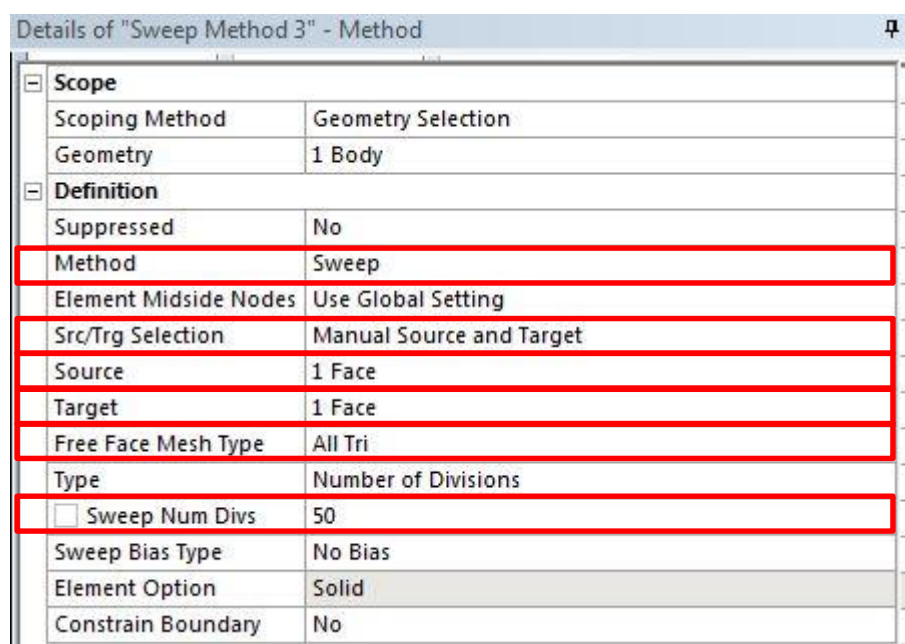 Details of "Sweep Method 3" - Method
Scope
Scoping Method Geometry Selection
Geometry 1 Body
Definition
Suppressed No
Method Sweep
Element Midside Nodes Use Global Setting
Src/Trg Selection Manual Source and Target
Source 1 Face
Target 1 Face
Free Face Mesh Type All Tri
Type Number of Divisions
Sweep Num Divs 50
Sweep Bias Type No Bias
Element Option Solid
Constrain Boundary No